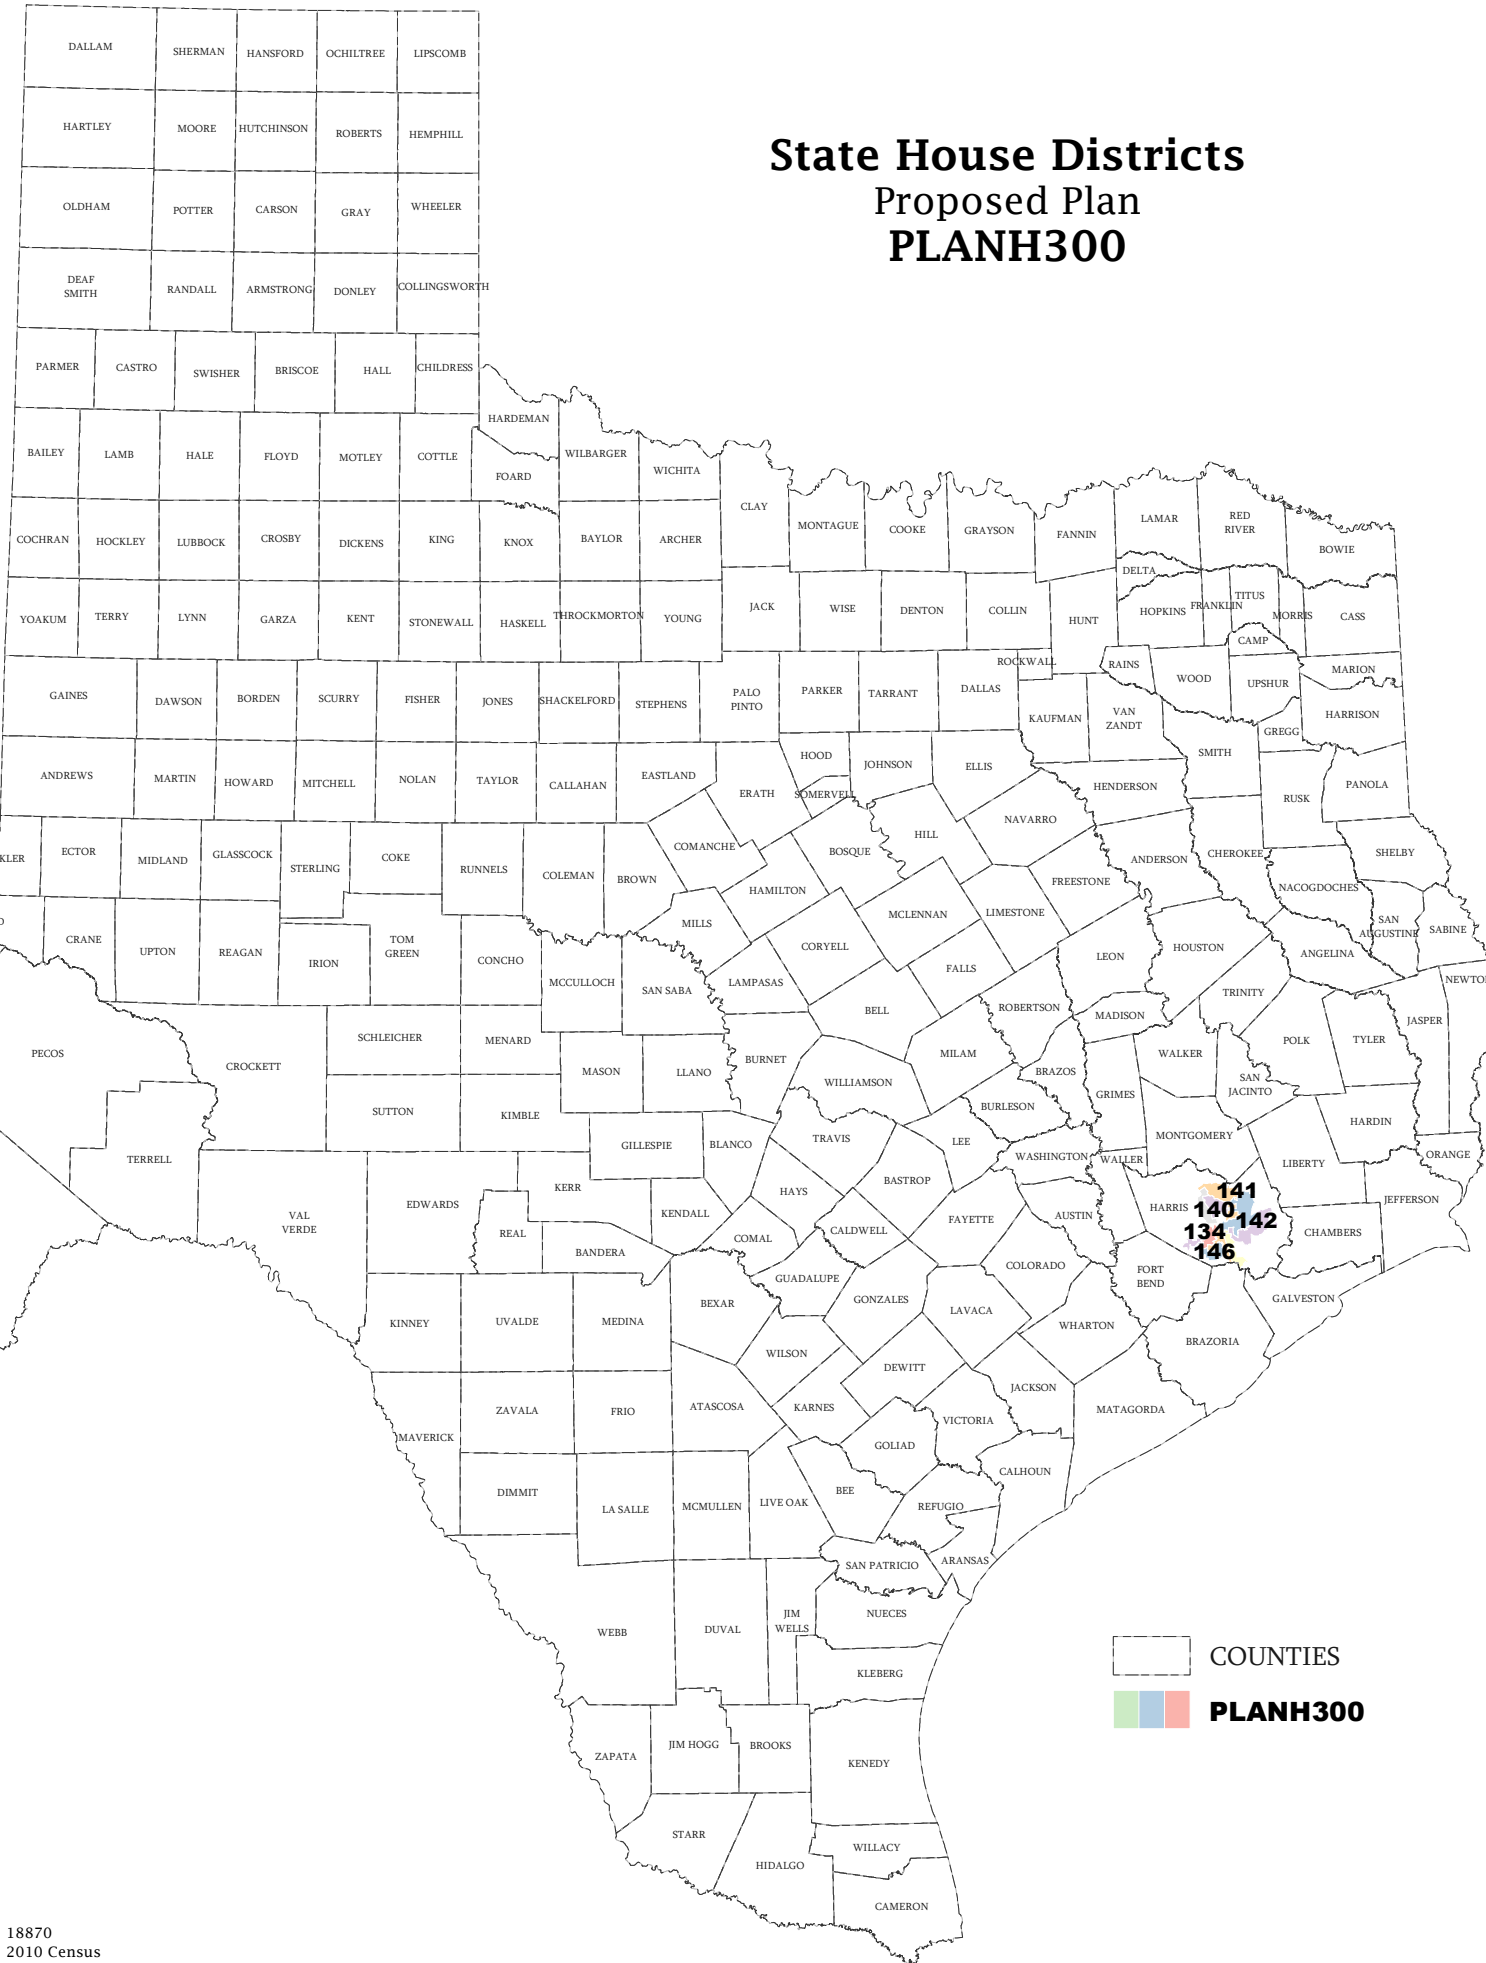 State House Districts
Proposed Plan
PLANH300
DALLAM
SHERMAN
HANSFORD
OCHILTREE
LIPSCOMB
HARTLEY
MOORE
HUTCHINSON
ROBERTS
HEMPHILL
OLDHAM
POTTER
CARSON
GRAY
WHEELER
DEAF
SMITH
RANDALL
ARMSTRONG
DONLEY
COLLINGSWORTH
PARMER
CASTRO
SWISHER
BRISCOE
HALL
CHILDRESS
HARDEMAN
BAILEY
LAMB
HALE
FLOYD
MOTLEY
COTTLE
FOARD
WILBARGER
WICHITA
CLAY
MONTAGUE
COOKE
GRAYSON
FANNIN
LAMAR
RED
RIVER
BOWIE
COCHRAN
HOCKLEY
LUBBOCK
CROSBY
DICKENS
KING
KNOX
BAYLOR
ARCHER
DELTA
YOAKUM
TERRY
LYNN
GARZA
KENT
STONEWALL
HASKELL
THROCKMORTON
YOUNG
JACK
WISE
DENTON
COLLIN
HUNT
HOPKINS
FRANKLIN
TITUS
MORRIS
CASS
CAMP
ROCKWALL
RAINS
WOOD
UPSHUR
MARION
GAINES
DAWSON
BORDEN
SCURRY
FISHER
JONES
SHACKELFORD
STEPHENS
PALO
PINTO
PARKER
TARRANT
DALLAS
KAUFMAN
VAN
ZANDT
GREGG
HARRISON
SMITH
ANDREWS
MARTIN
HOWARD
MITCHELL
NOLAN
TAYLOR
CALLAHAN
EASTLAND
ERATH
HOOD
SOMERVELL
JOHNSON
ELLIS
HENDERSON
RUSK
PANOLA
KLER
ECTOR
MIDLAND
GLASSCOCK
STERLING
COKE
RUNNELS
COLEMAN
BROWN
COMANCHE
HAMILTON
BOSQUE
HILL
NAVARRO
FREESTONE
ANDERSON
CHEROKEE
NACOGDOCHES
SHELBY
CRANE
UPTON
REAGAN
IRION
TOM
GREEN
CONCHO
MCCULLOCH
SAN SABA
MILLS
LAMPASAS
CORYELL
MCLENNAN
LIMESTONE
FALLS
LEON
HOUSTON
ANGELINA
SAN
AUGUSTINE
SABINE
NEWTO
PECOS
CROCKETT
SCHLEICHER
MENARD
MASON
LLANO
BURNET
BELL
WILLIAMSON
MILAM
ROBERTSON
BRAZOS
MADISON
WALKER
TRINITY
POLK
TYLER
JASPER
TERRELL
SUTTON
KIMBLE
GILLESPIE
BLANCO
TRAVIS
LEE
BURLESON
GRIMES
SAN
JACINTO
MONTGOMERY
HARDIN
WASHINGTON
WALLER
LIBERTY
ORANGE
VAL
VERDE
EDWARDS
REAL
KERR
KENDALL
BANDERA
HAYS
COMAL
CALDWELL
BASTROP
FAYETTE
AUSTIN
HARRIS
141
140
142
134
146
CHAMBERS
JEFFERSON
KINNEY
UVALDE
MEDINA
BEXAR
GUADALUPE
GONZALES
LAVACA
COLORADO
FORT
BEND
GALVESTON
WHARTON
BRAZORIA
WILSON
DEWITT
JACKSON
MATAGORDA
MAVERICK
ZAVALA
FRIO
ATASCOSA
KARNES
GOLIAD
VICTORIA
CALHOUN
DIMMIT
LA SALLE
MCMULLEN
LIVE OAK
BEE
REFUGIO
ARANSAS
SAN PATRICIO
WEBB
DUVAL
JIM
WELLS
NUECES
KLEBERG
ZAPATA
JIM HOGG
BROOKS
KENEDY
STARR
HIDALGO
WILLACY
CAMERON
COUNTIES
PLANH300
18870
2010 Census